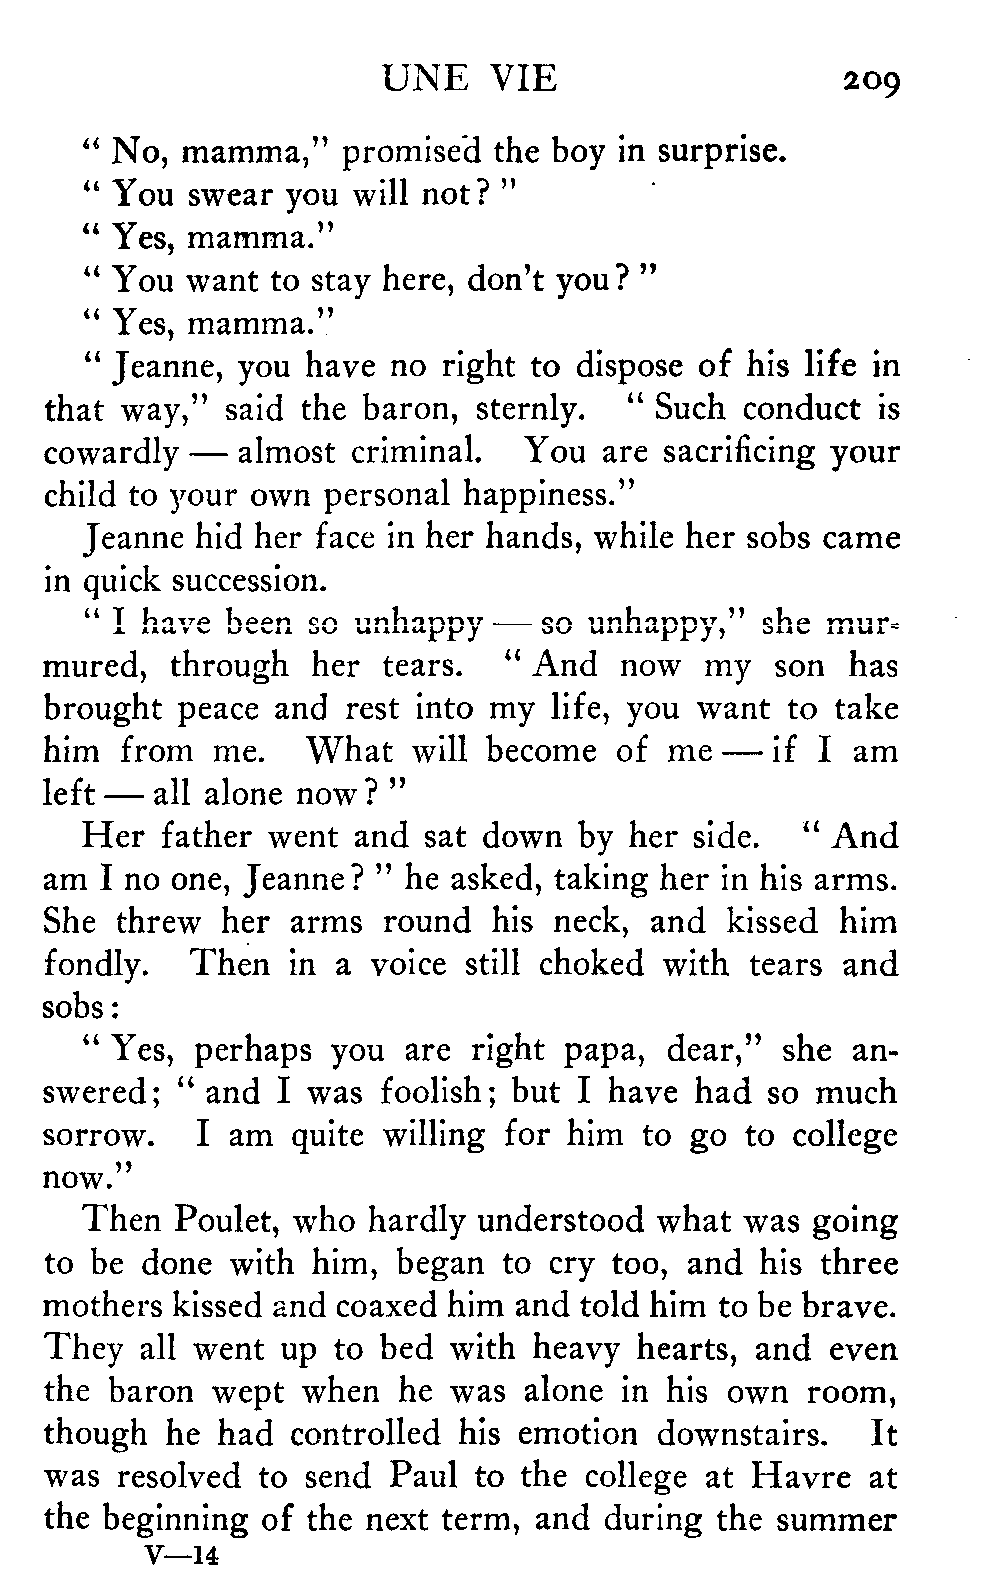 UNE VIE 209
" No, mamma," promised the boy in surprise.
" You swear you will not? "
" Yes, mamma."
" You want to stay here, don't you? "
" Yes, mamma."
" Jeanne, you have no right to dispose of his life in
that way," said the baron, sternly. " Such conduct is
cowardly — almost criminal. You are sacrificing your
child to your own personal happiness."
Jeanne hid her face in her hands, while her sobs came
in quick succession.
" I have been so unhappy — so unhappy," she mur-
mured, through her tears. " And now my son has
brought peace and rest into my life, you want to take
him from me. What will become of me — if I am
left — all alone now? "
Her father went and sat down by her side. " And
am I no one, Jeanne? " he asked, taking her in his arms.
She threw her arms round his neck, and kissed him
fondly. Then in a voice still choked with tears and
sobs:
" Yes, perhaps you are right papa, dear," she an-
swered; " and I was foolish; but I have had so much
sorrow. I am quite willing for him to go to college
now."
Then Poulet, who hardly understood what was going
to be done with him, began to cry too, and his three
mothers kissed and coaxed him and told him to be brave.
They all went up to bed with heavy hearts, and even
the baron wept when he was alone in his own room,
though he had controlled his emotion downstairs. It
was resolved to send Paul to the college at Havre at
the beginning of the next term, and during the summer
V—14